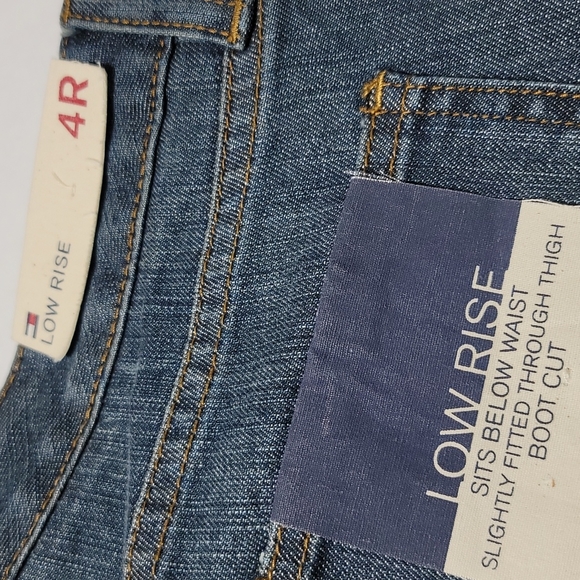 4R
LOW RISE
LOW RISE
SITS BELOW WAIST
SLIGHTLY FITTED THROUGH THIGH
BOOT CUT